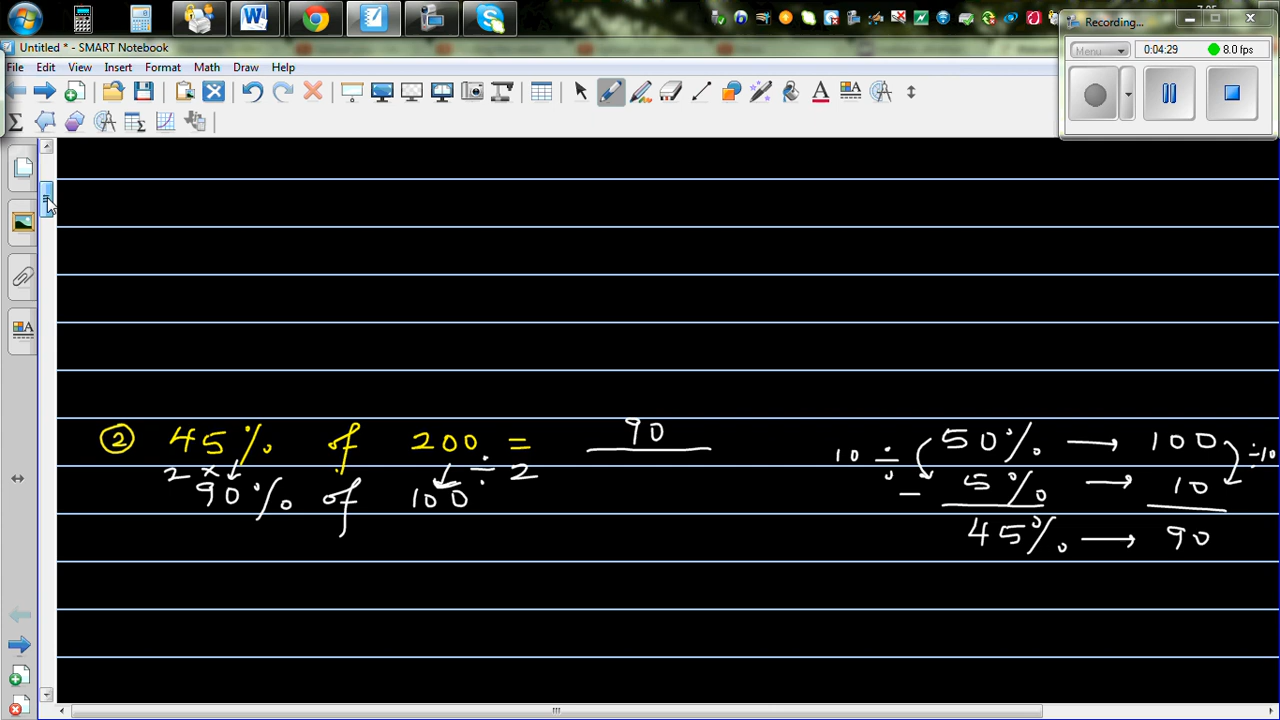 Untitled * - SMART Notebook
Recording...
Menu
0:04:29
8.0 fps
File Edit View Insert Format Math Draw Help
② 45% of 200 = 90
2 × ÷ 2
90% of 100
10 ÷ 50% → 100 ÷10
− 5% → 10
45% → 90